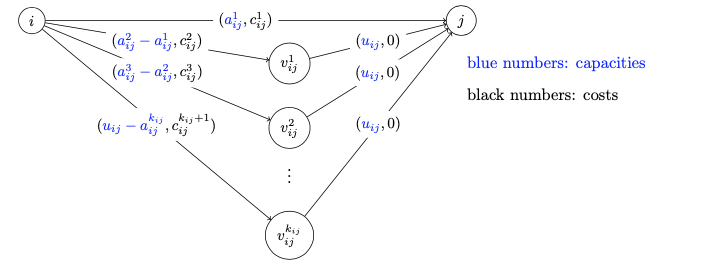 i
(a_{ij}^{1}, c_{ij}^{1})
j
(a_{ij}^{2} − a_{ij}^{1}, c_{ij}^{2})
(u_{ij}, 0)
v_{ij}^{1}
blue numbers: capacities
(a_{ij}^{3} − a_{ij}^{2}, c_{ij}^{3})
(u_{ij}, 0)
black numbers: costs
(u_{ij} − a_{ij}^{k_{ij}}, c_{ij}^{k_{ij}+1})
v_{ij}^{2}
(u_{ij}, 0)
⋮
v_{ij}^{k_{ij}}